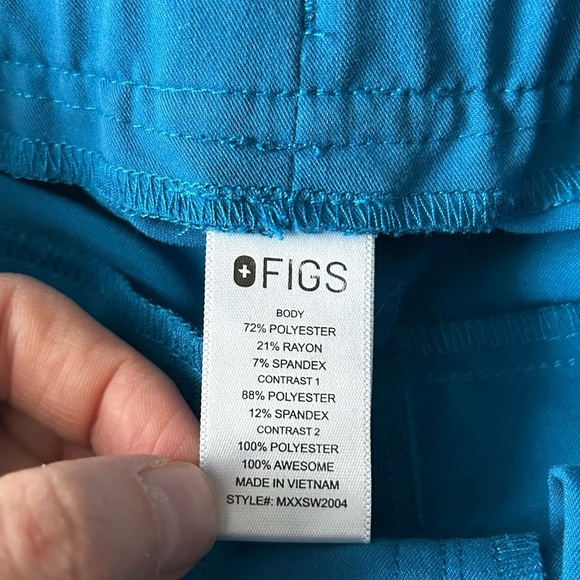 FIGS
BODY
72% POLYESTER
21% RAYON
7% SPANDEX
CONTRAST 1
88% POLYESTER
12% SPANDEX
CONTRAST 2
100% POLYESTER
100% AWESOME
MADE IN VIETNAM
STYLE#: MXXSW2004